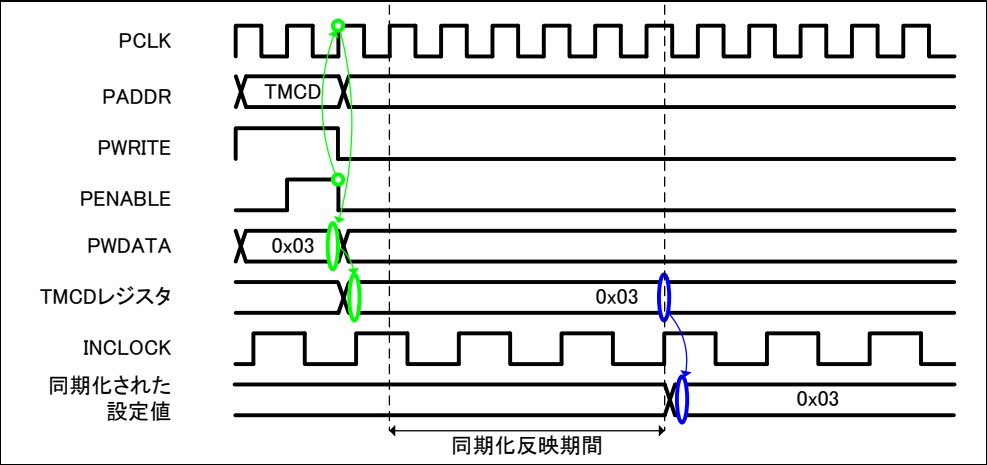 PCLK
PADDR
TMCD
PWRITE
PENABLE
PWDATA
0x03
TMCDレジスタ
0x03
INCLOCK
同期化された
設定値
0x03
同期化反映期間